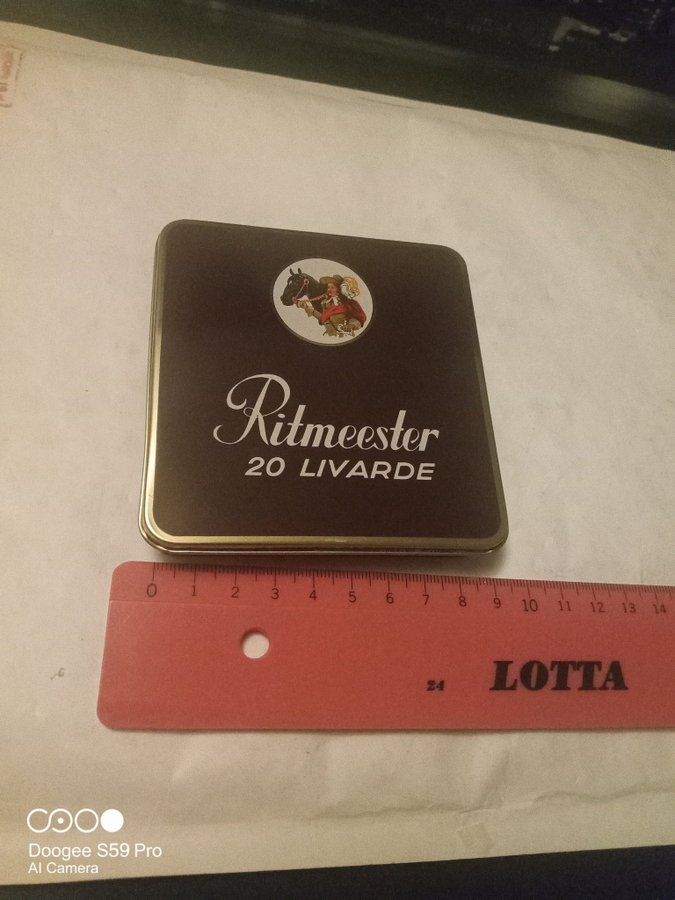 Ritmeester
20 LIVARDE
0 1 2 3 4 5 6 7 8 9 10 11 12 13 14
24 LOTTA
Doogee S59 Pro
AI Camera